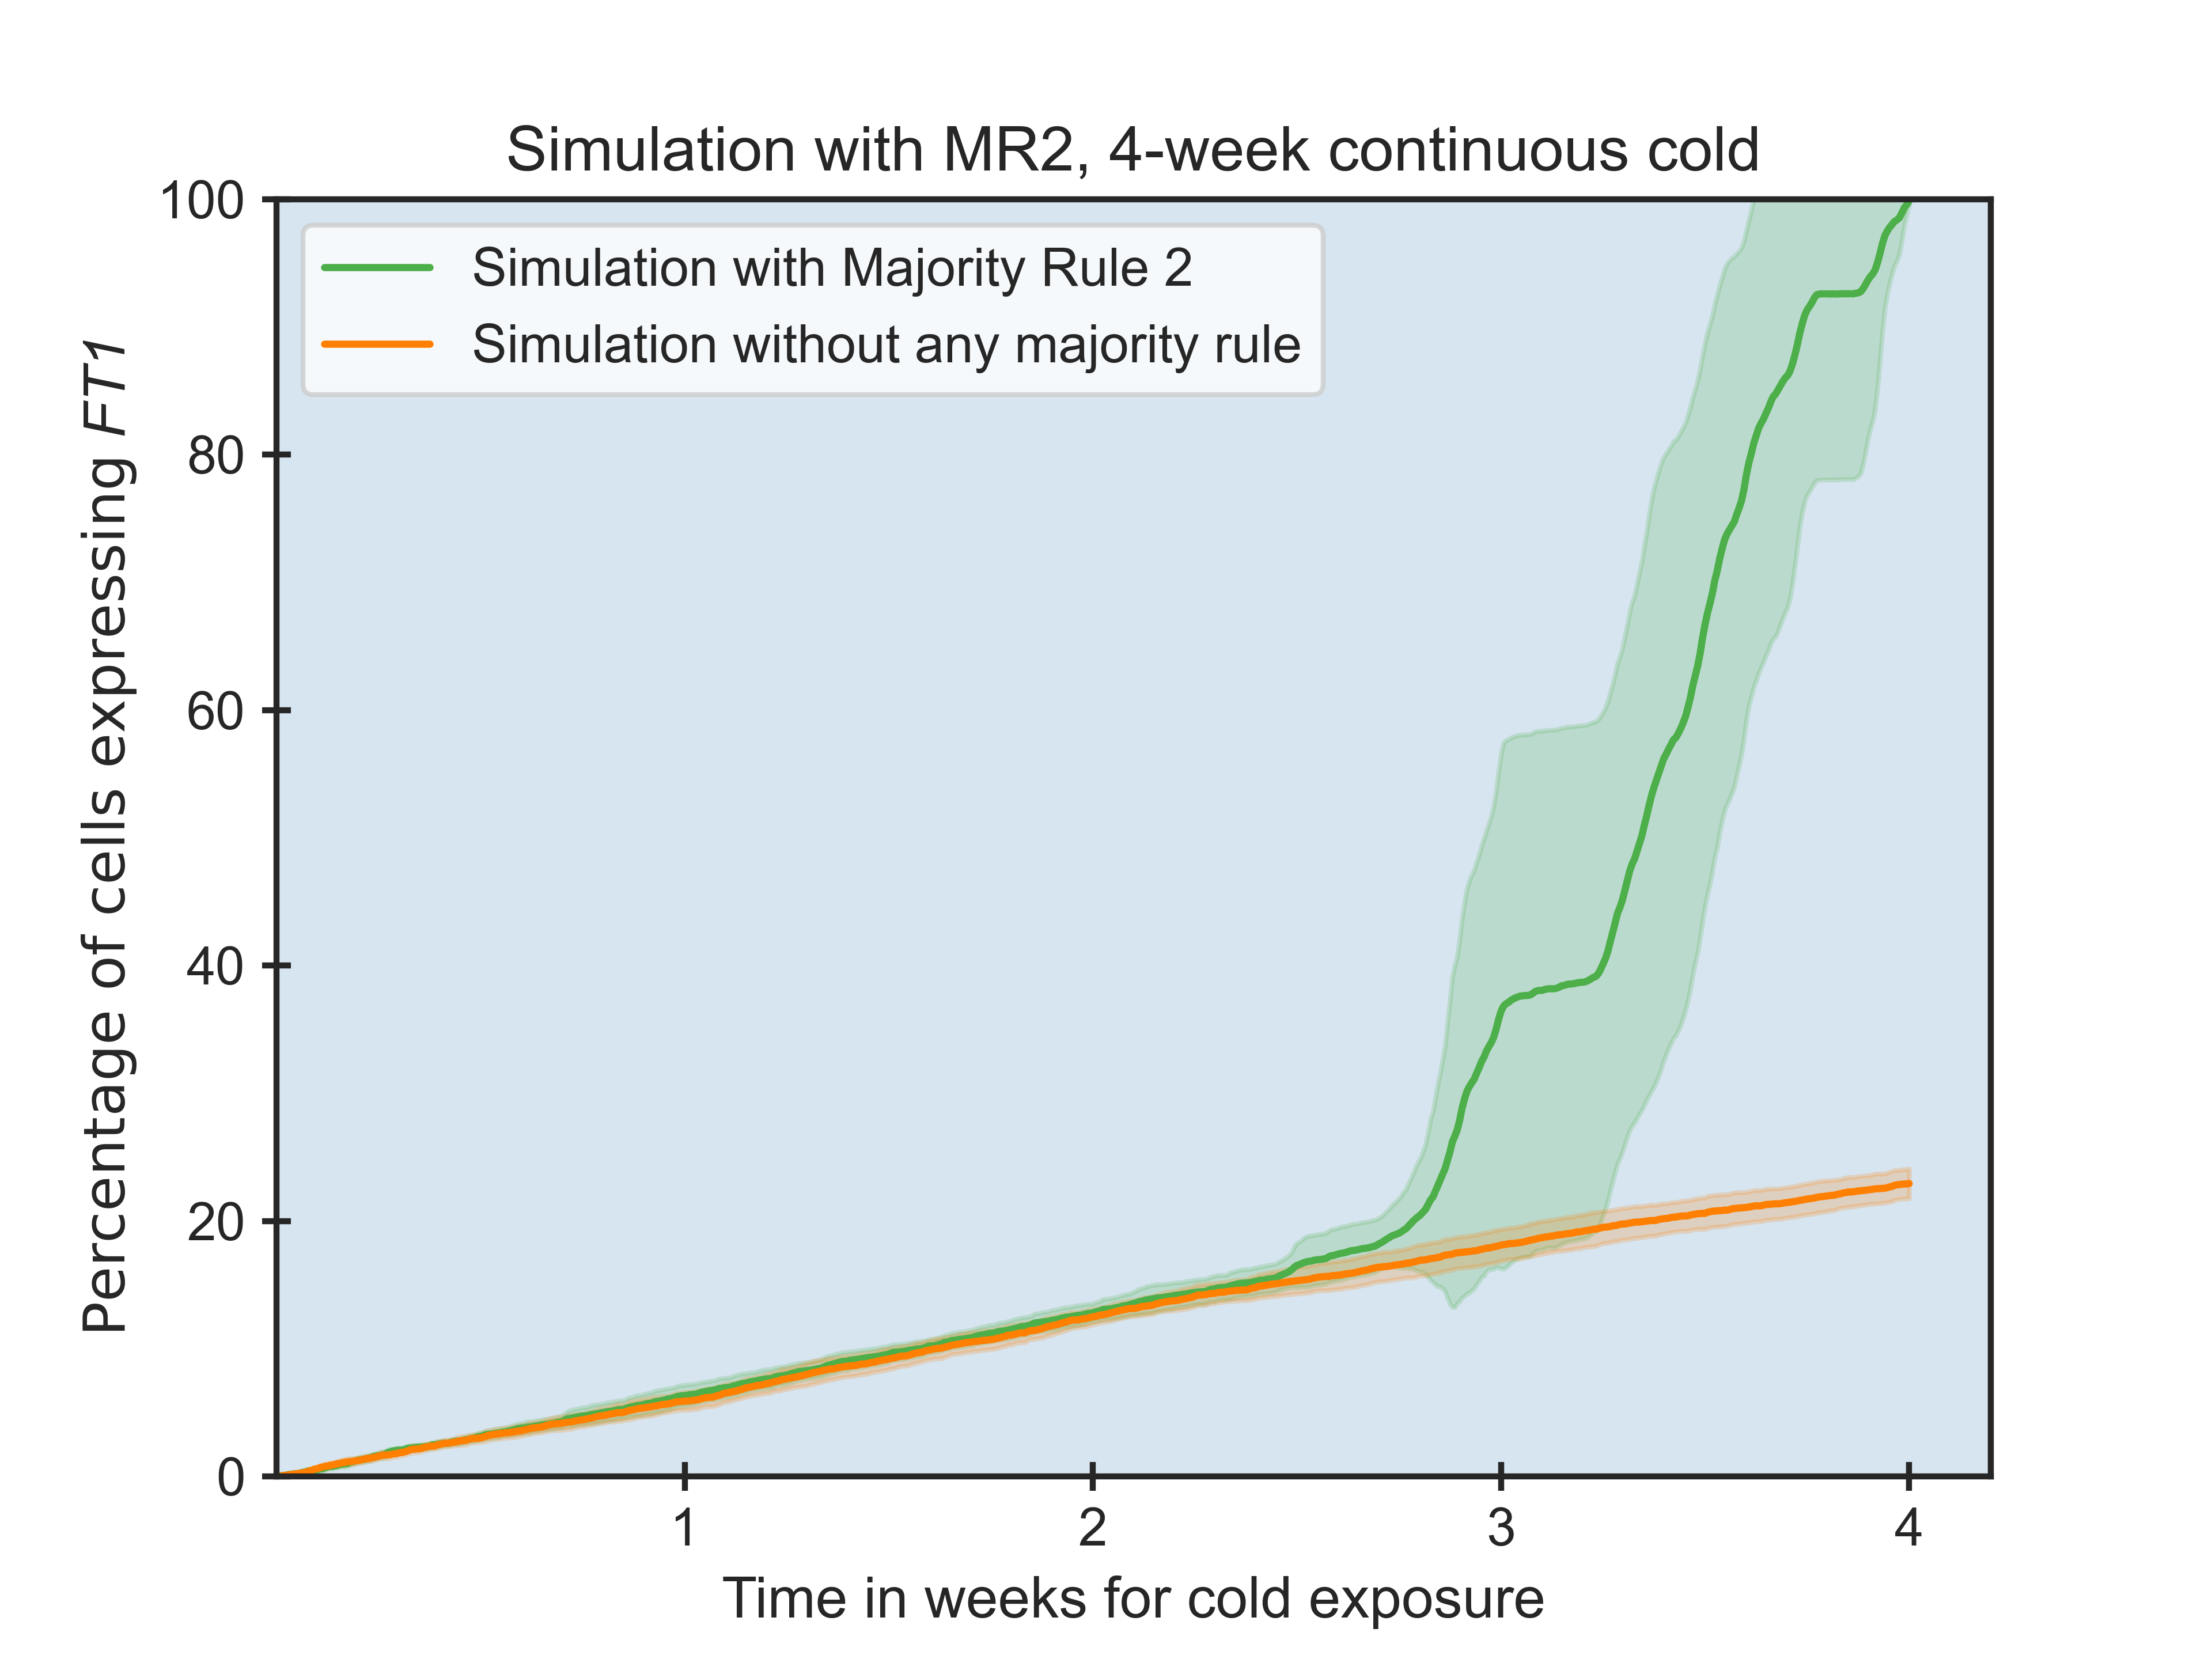 Simulation with MR2, 4-week continuous cold
100
80
60
40
20
0
Percentage of cells expressing FT1
Simulation with Majority Rule 2
Simulation without any majority rule
1
2
3
4
Time in weeks for cold exposure